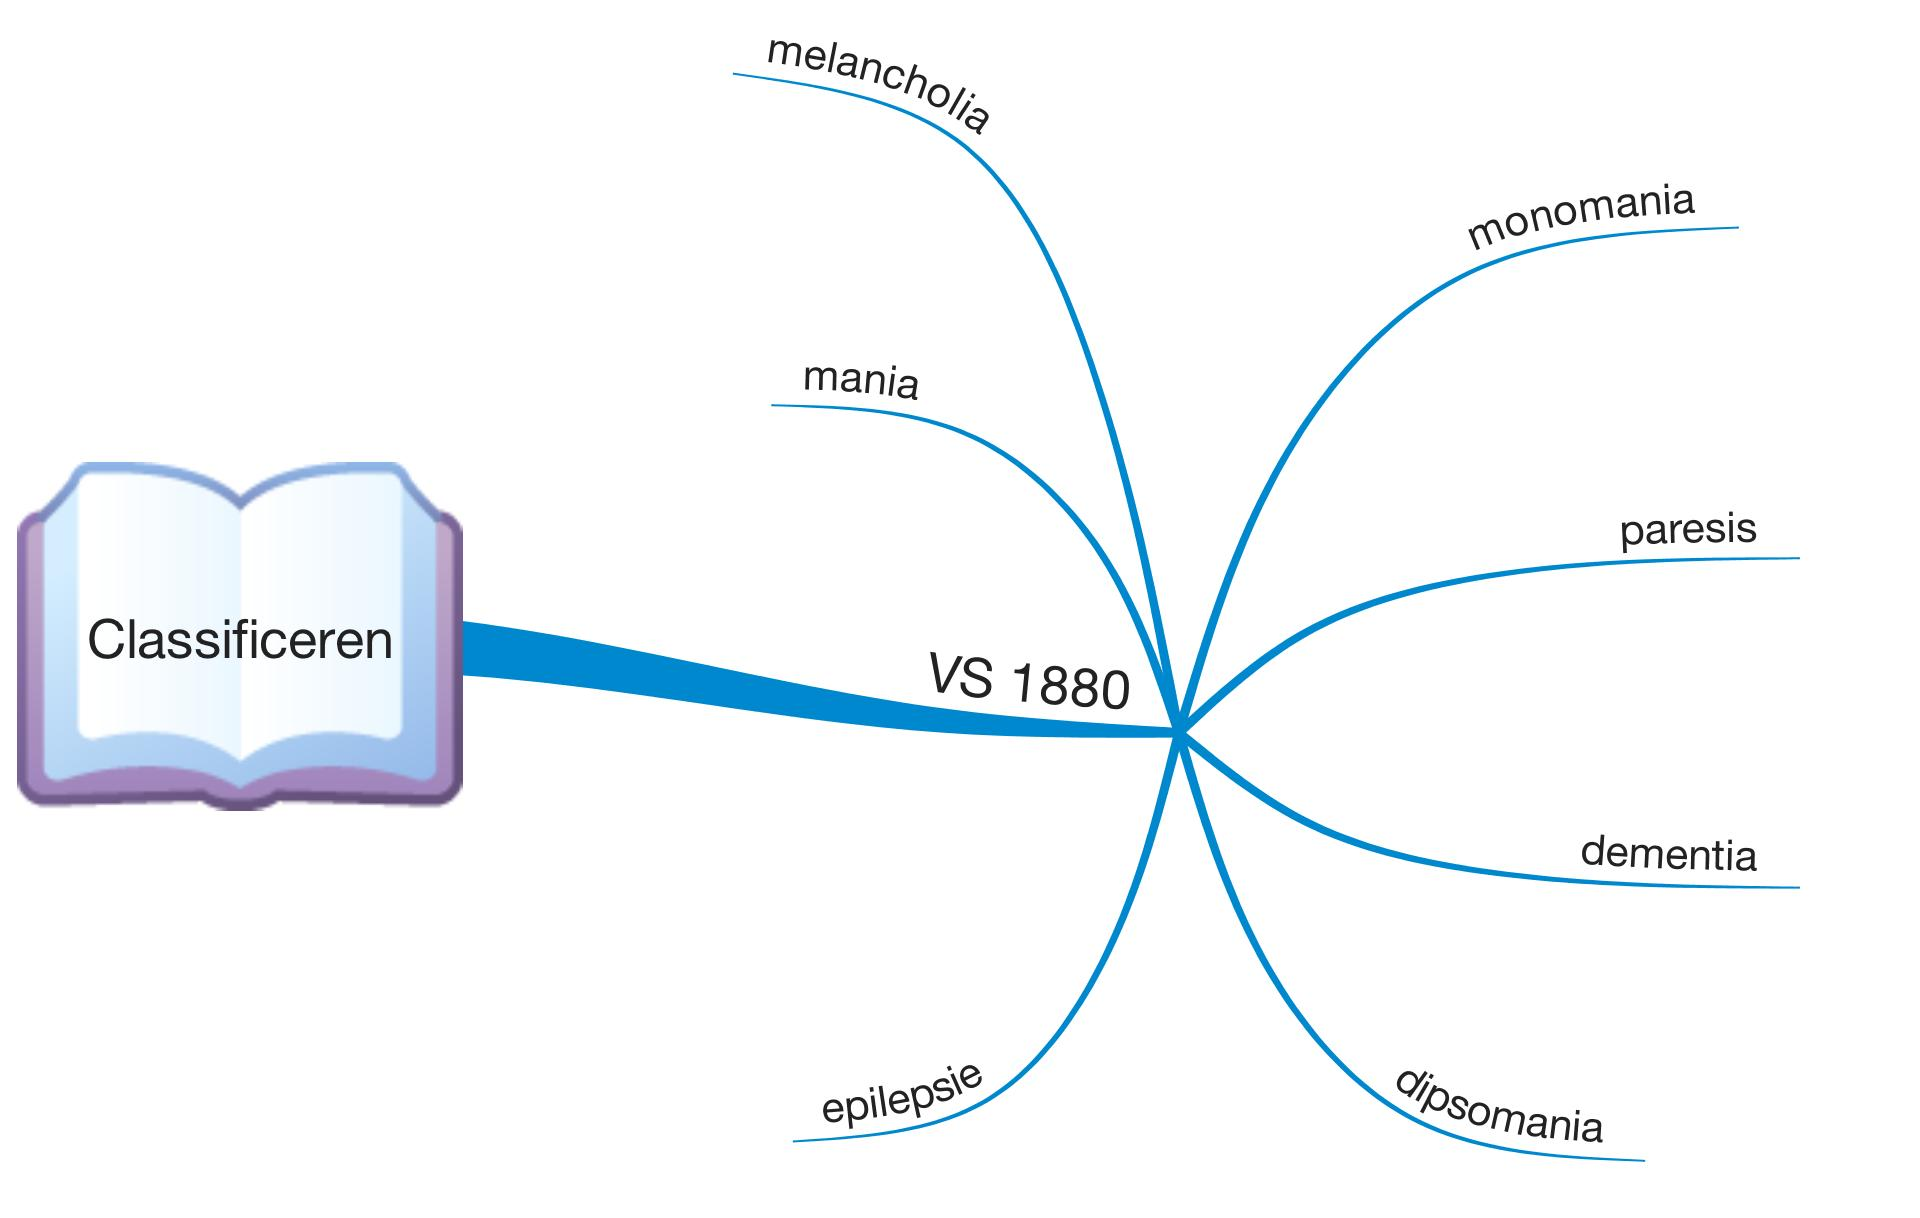 Classificeren
VS 1880
melancholia
mania
monomania
paresis
dementia
dipsomania
epilepsie